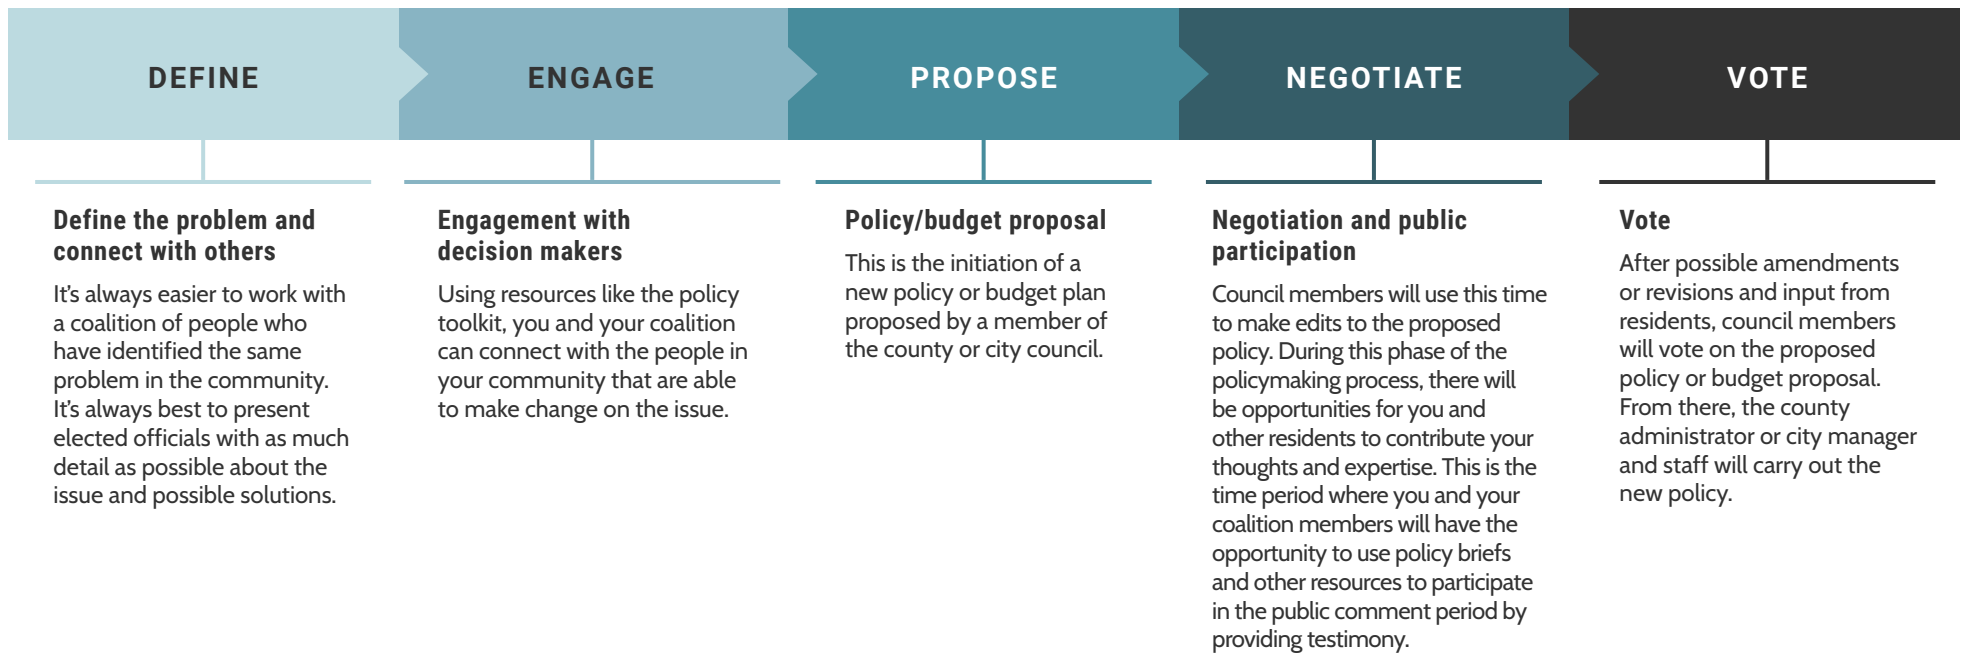 DEFINE
ENGAGE
PROPOSE
NEGOTIATE
VOTE
Define the problem and
connect with others
It’s always easier to work with
a coalition of people who
have identified the same
problem in the community.
It’s always best to present
elected officials with as much
detail as possible about the
issue and possible solutions.
Engagement with
decision makers
Using resources like the policy
toolkit, you and your coalition
can connect with the people in
your community that are able
to make change on the issue.
Policy/budget proposal
This is the initiation of a
new policy or budget plan
proposed by a member of
the county or city council.
Negotiation and public
participation
Council members will use this time
to make edits to the proposed
policy. During this phase of the
policymaking process, there will
be opportunities for you and
other residents to contribute your
thoughts and expertise. This is the
time period where you and your
coalition members will have the
opportunity to use policy briefs
and other resources to participate
in the public comment period by
providing testimony.
Vote
After possible amendments
or revisions and input from
residents, council members
will vote on the proposed
policy or budget proposal.
From there, the county
administrator or city manager
and staff will carry out the
new policy.